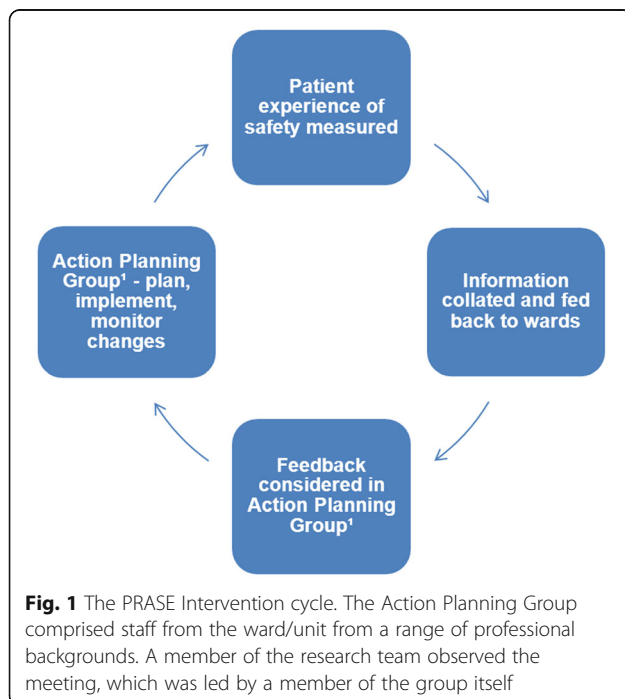 Patient
experience of
safety measured
Information
collated and fed
back to wards
Feedback
considered in
Action Planning
Group¹
Action Planning
Group¹ - plan,
implement,
monitor
changes
Fig. 1 The PRASE Intervention cycle. The Action Planning Group
comprised staff from the ward/unit from a range of professional
backgrounds. A member of the research team observed the
meeting, which was led by a member of the group itself